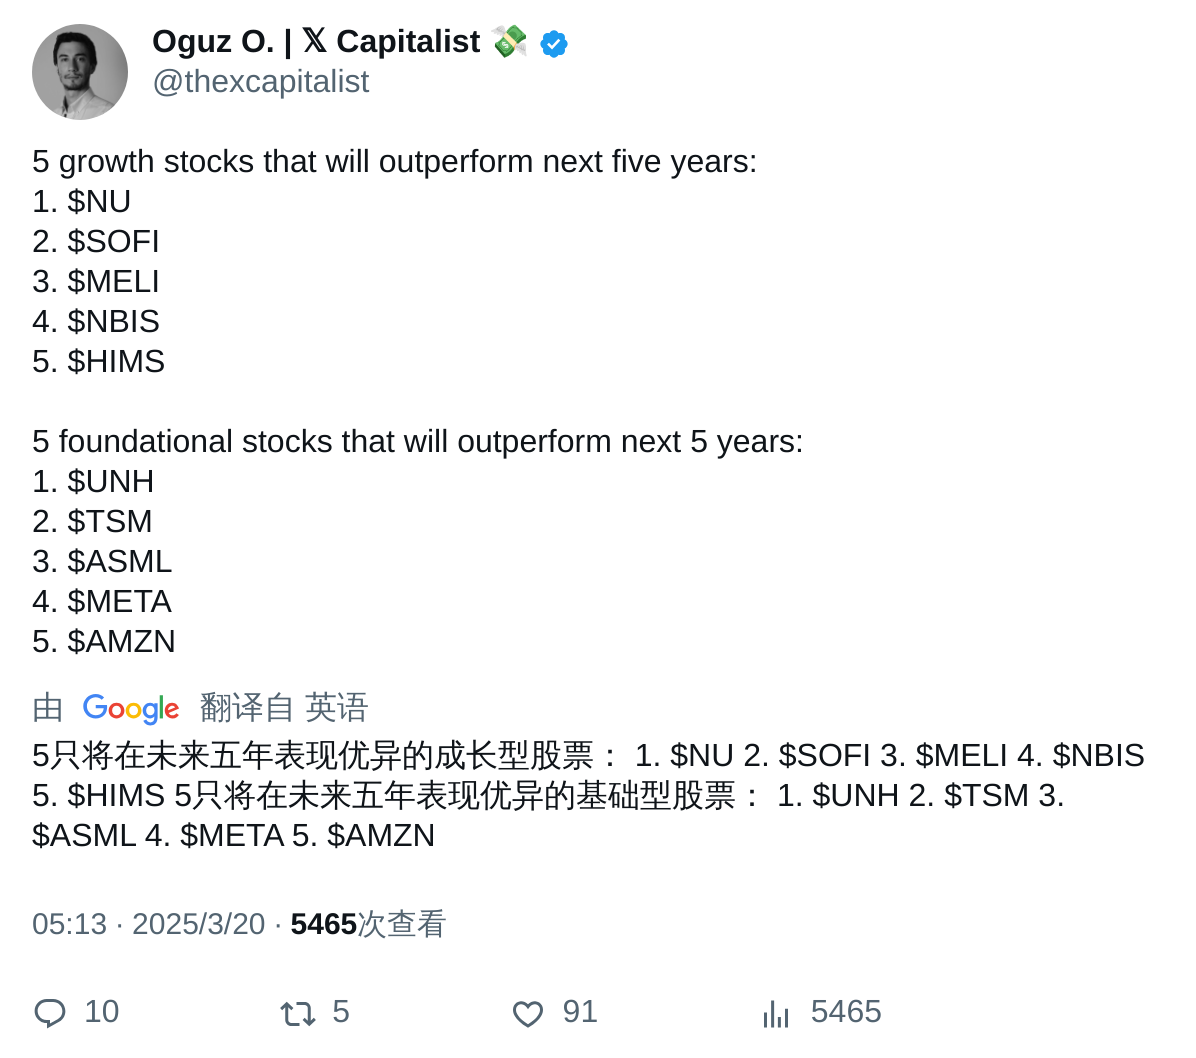 Oguz O. | 𝕏 Capitalist 💸
@thexcapitalist
5 growth stocks that will outperform next five years:
1. $NU
2. $SOFI
3. $MELI
4. $NBIS
5. $HIMS
5 foundational stocks that will outperform next 5 years:
1. $UNH
2. $TSM
3. $ASML
4. $META
5. $AMZN
由 Google 翻译自 英语
5只将在未来五年表现优异的成长型股票： 1. $NU 2. $SOFI 3. $MELI 4. $NBIS
5. $HIMS 5只将在未来五年表现优异的基础型股票： 1. $UNH 2. $TSM 3.
$ASML 4. $META 5. $AMZN
05:13 · 2025/3/20 · 5465次查看
10 5 91 5465